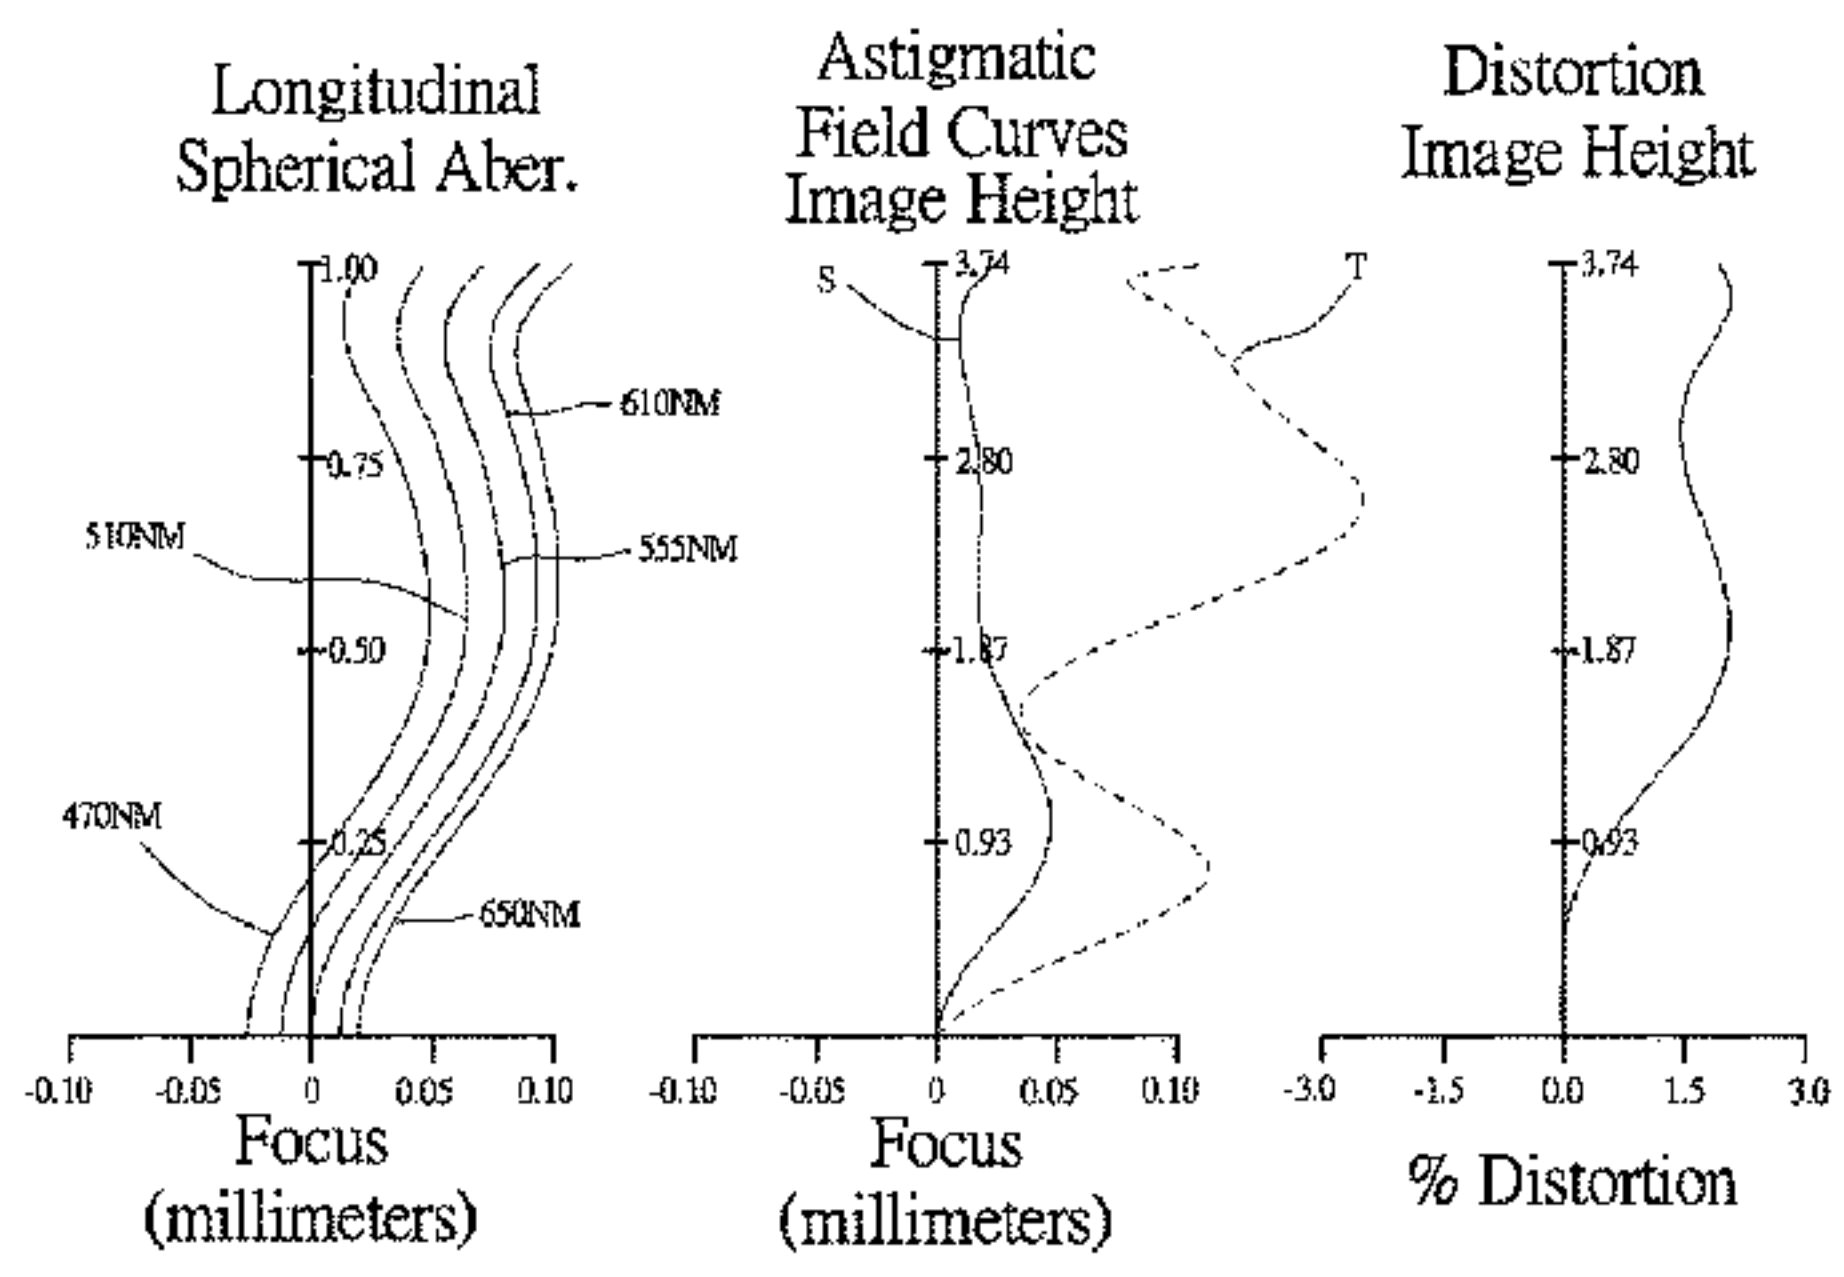 Longitudinal
Spherical Aber.
1.00
0.75
0.50
0.25
610NM
555NM
510NM
470NM
650NM
-0.10 -0.05 0 0.05 0.10
Focus
(millimeters)
Astigmatic
Field Curves
Image Height
S
T
3.74
2.80
1.87
0.93
-0.10 -0.05 0 0.05 0.10
Focus
(millimeters)
Distortion
Image Height
3.74
2.80
1.87
0.93
-3.0 -1.5 0.0 1.5 3.0
% Distortion